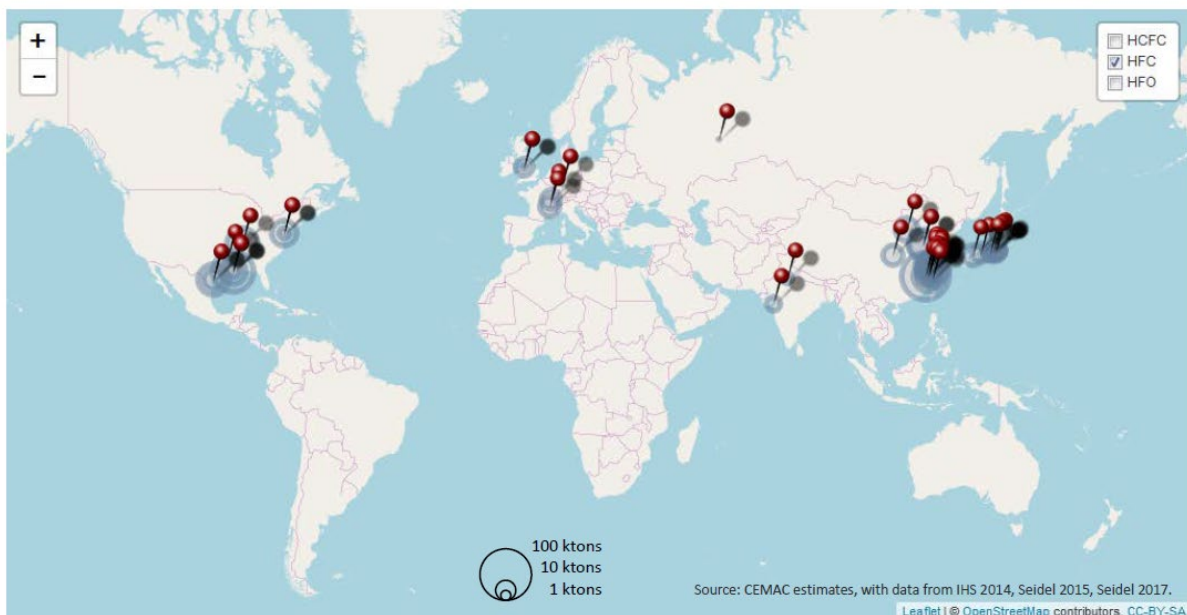 +
−
HCFC
HFC
HFO
100 ktons
10 ktons
1 ktons
Source: CEMAC estimates, with data from IHS 2014, Seidel 2015, Seidel 2017.
Leaflet | © OpenStreetMap contributors, CC-BY-SA